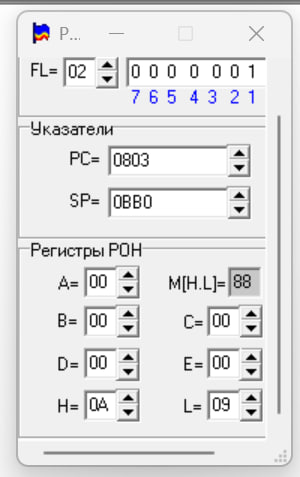 P...
FL= 02 0 0 0 0 0 0 1
7 6 5 4 3 2 1
Указатели
PC= 0803
SP= 0BB0
Регистры РОН
A= 00 M[H.L]= 88
B= 00 C= 00
D= 00 E= 00
H= 0A L= 09